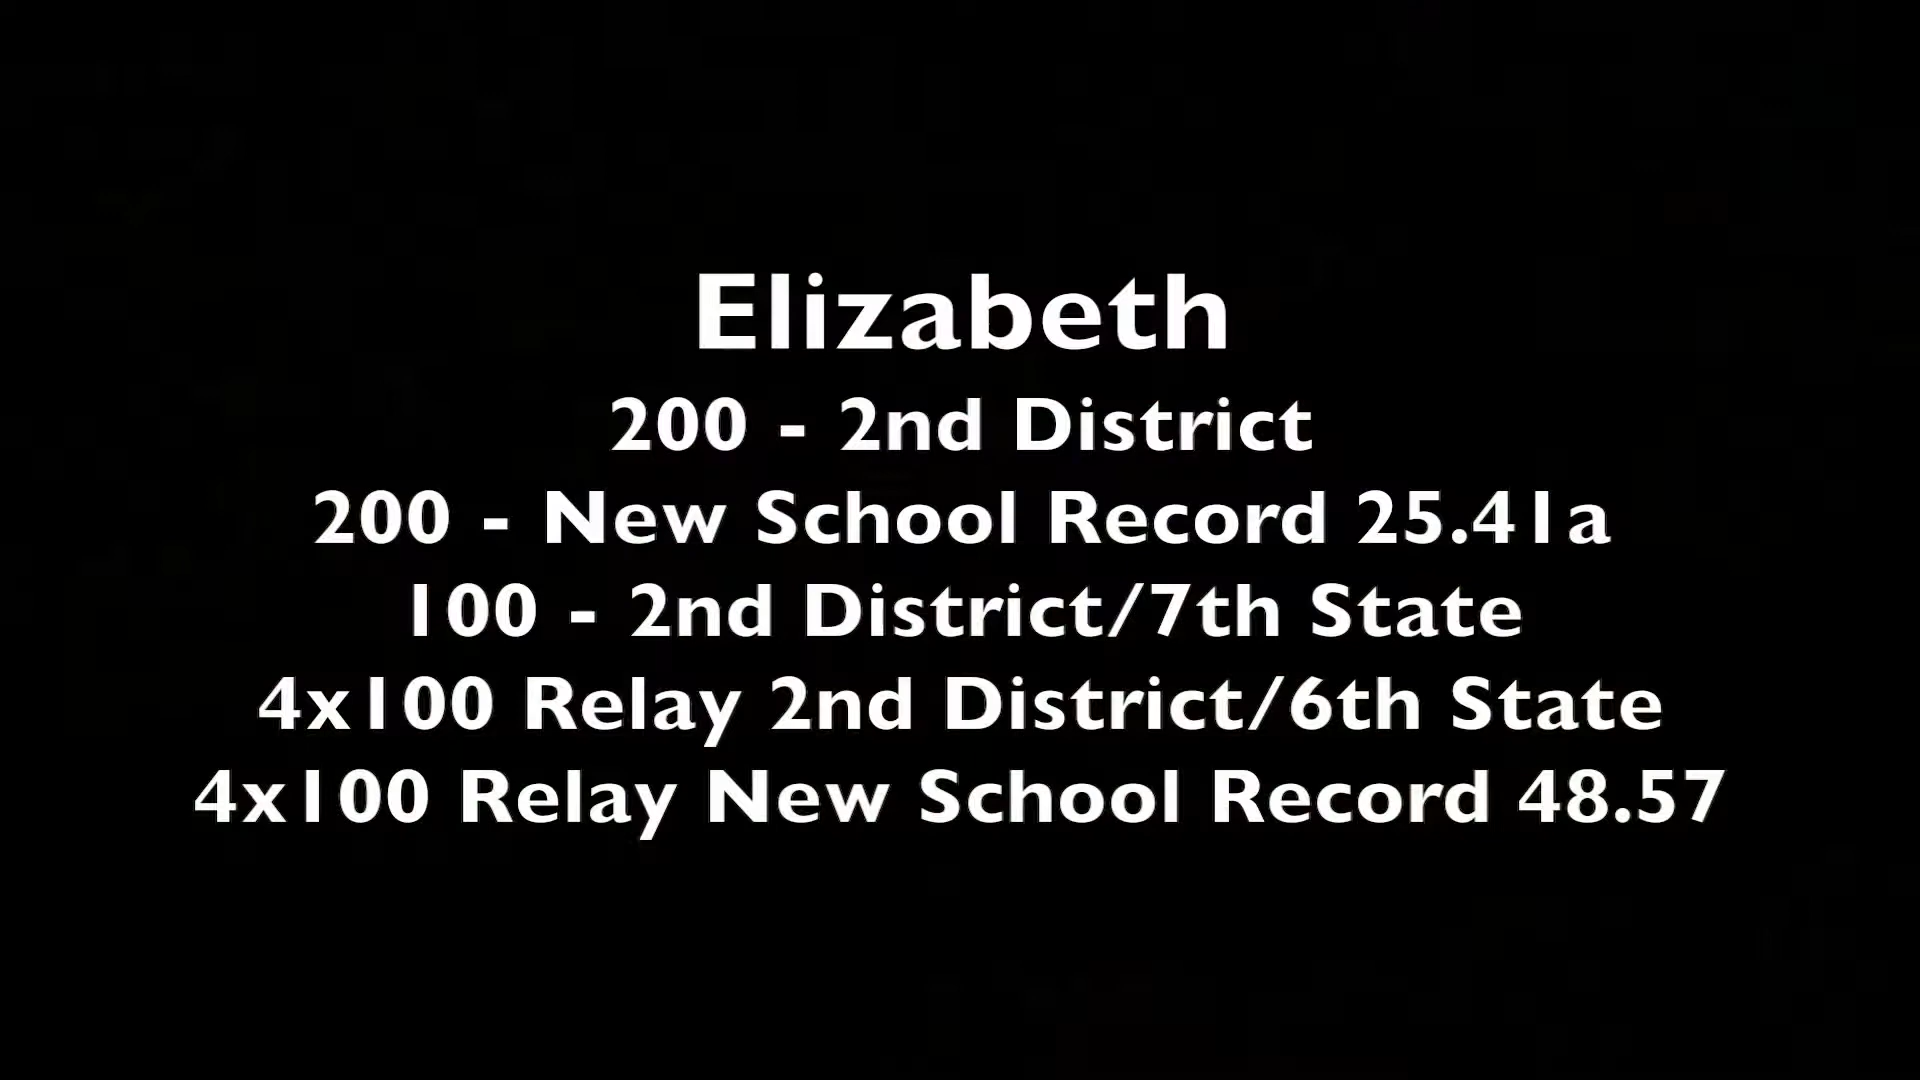 Elizabeth
200 - 2nd District
200 - New School Record 25.41a
100 - 2nd District/7th State
4x100 Relay 2nd District/6th State
4x100 Relay New School Record 48.57